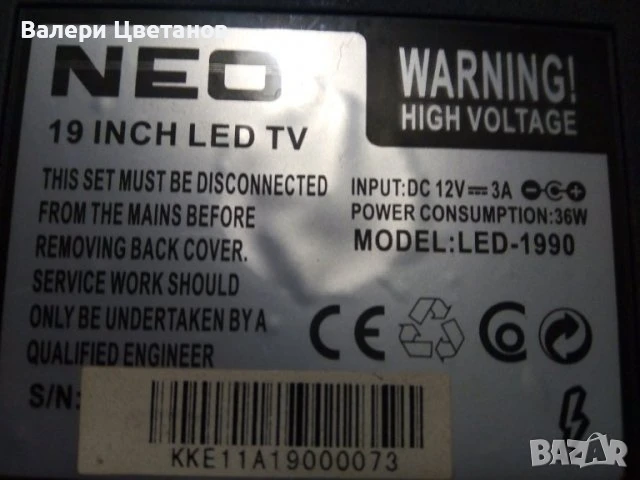 Валери Цветанов
NEO
WARNING!
HIGH VOLTAGE
19 INCH LED TV
THIS SET MUST BE DISCONNECTED
FROM THE MAINS BEFORE
REMOVING BACK COVER.
SERVICE WORK SHOULD
ONLY BE UNDERTAKEN BY A
QUALIFIED ENGINEER
INPUT:DC 12V⎓3A
POWER CONSUMPTION:36W
MODEL:LED-1990
CE
S/N:
KKE11A19000073
BAZAR